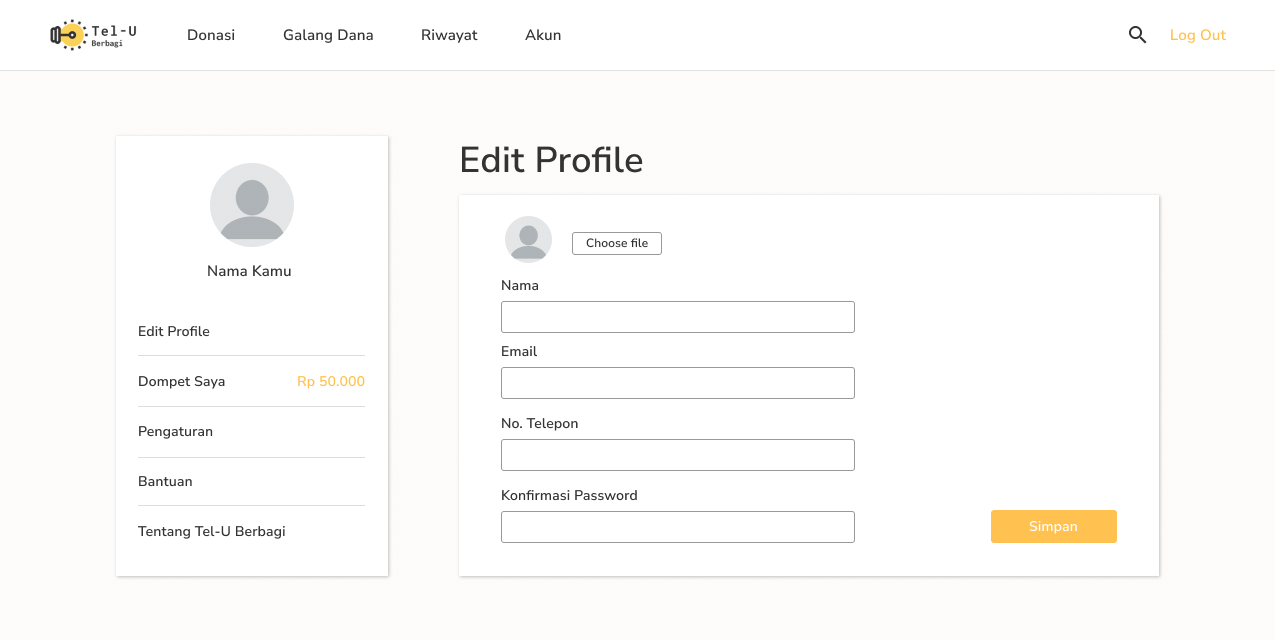 Tel-U
Berbagi
Donasi
Galang Dana
Riwayat
Akun
Log Out
Nama Kamu
Edit Profile
Dompet Saya
Rp 50.000
Pengaturan
Bantuan
Tentang Tel-U Berbagi
Edit Profile
Choose file
Nama
Email
No. Telepon
Konfirmasi Password
Simpan